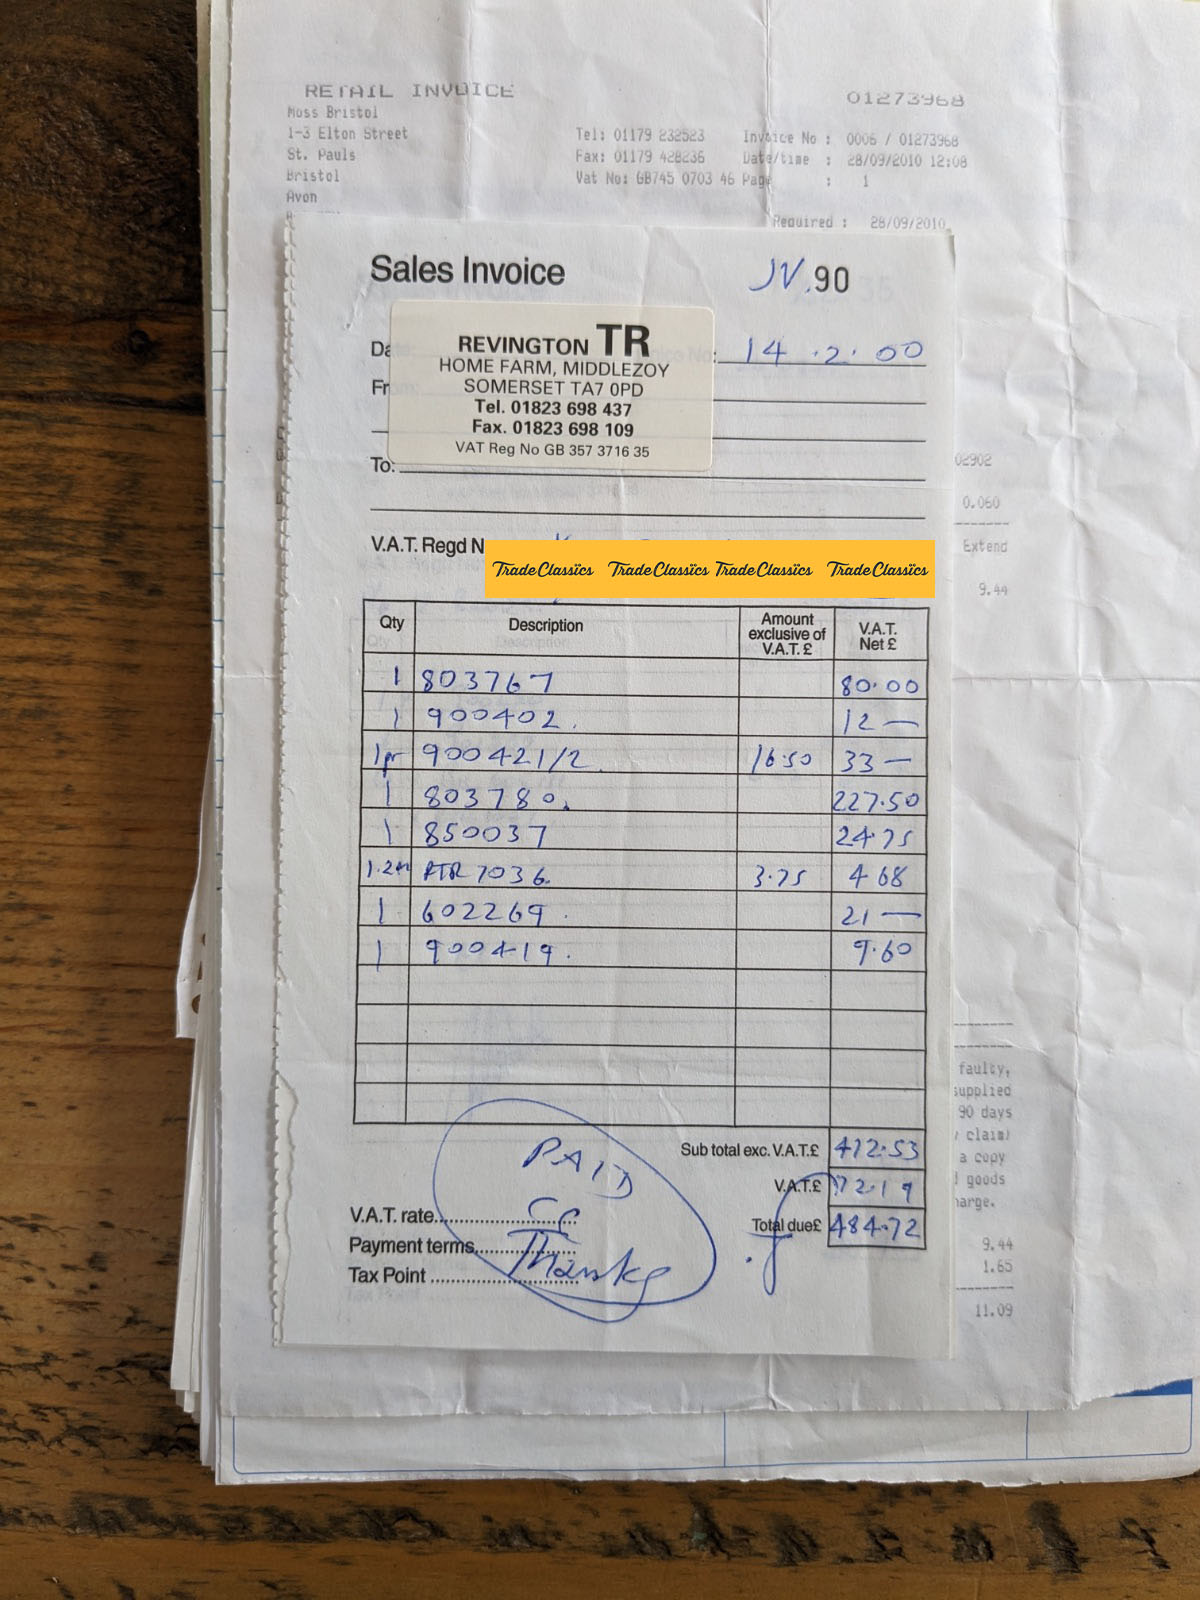 RETAIL INVOICE 01273968
Moss Bristol
1-3 Elton Street Tel: 01179 232523 Invoice No : 0006 / 01273968
St. Pauls Fax: 01179 428236 Date/time : 28/09/2010 12:08
Bristol Vat No: GB745 0703 46 Page : 1
Avon
Required : 28/09/2010
Sales Invoice JV.90
Da 14.2.00
REVINGTON TR
HOME FARM, MIDDLEZOY
SOMERSET TA7 0PD
Tel. 01823 698 437
Fax. 01823 698 109
VAT Reg No GB 357 3716 35
Fr
To:
02902
0.060
V.A.T. Regd N
Extend
TradeClassics TradeClassics TradeClassics TradeClassics
9.44
Qty Description Amount exclusive of V.A.T. £ V.A.T. Net £
1 803767 80.00
1 900402. 12 —
1pr 900421/2. 16.50 33 —
1 803780. 227.50
1 850037 24.75
1.2m RTR 7036. 3.75 4.68
1 602269. 21 —
1 900419. 9.60
faulty,
supplied
90 days
claim)
a copy
goods
harge.
Sub total exc. V.A.T.£ 412.53
V.A.T.£ 72.19
Total due£ 484.72
PAID
CC
Thanks
V.A.T. rate
Payment terms
Tax Point
9.44
1.65
11.09